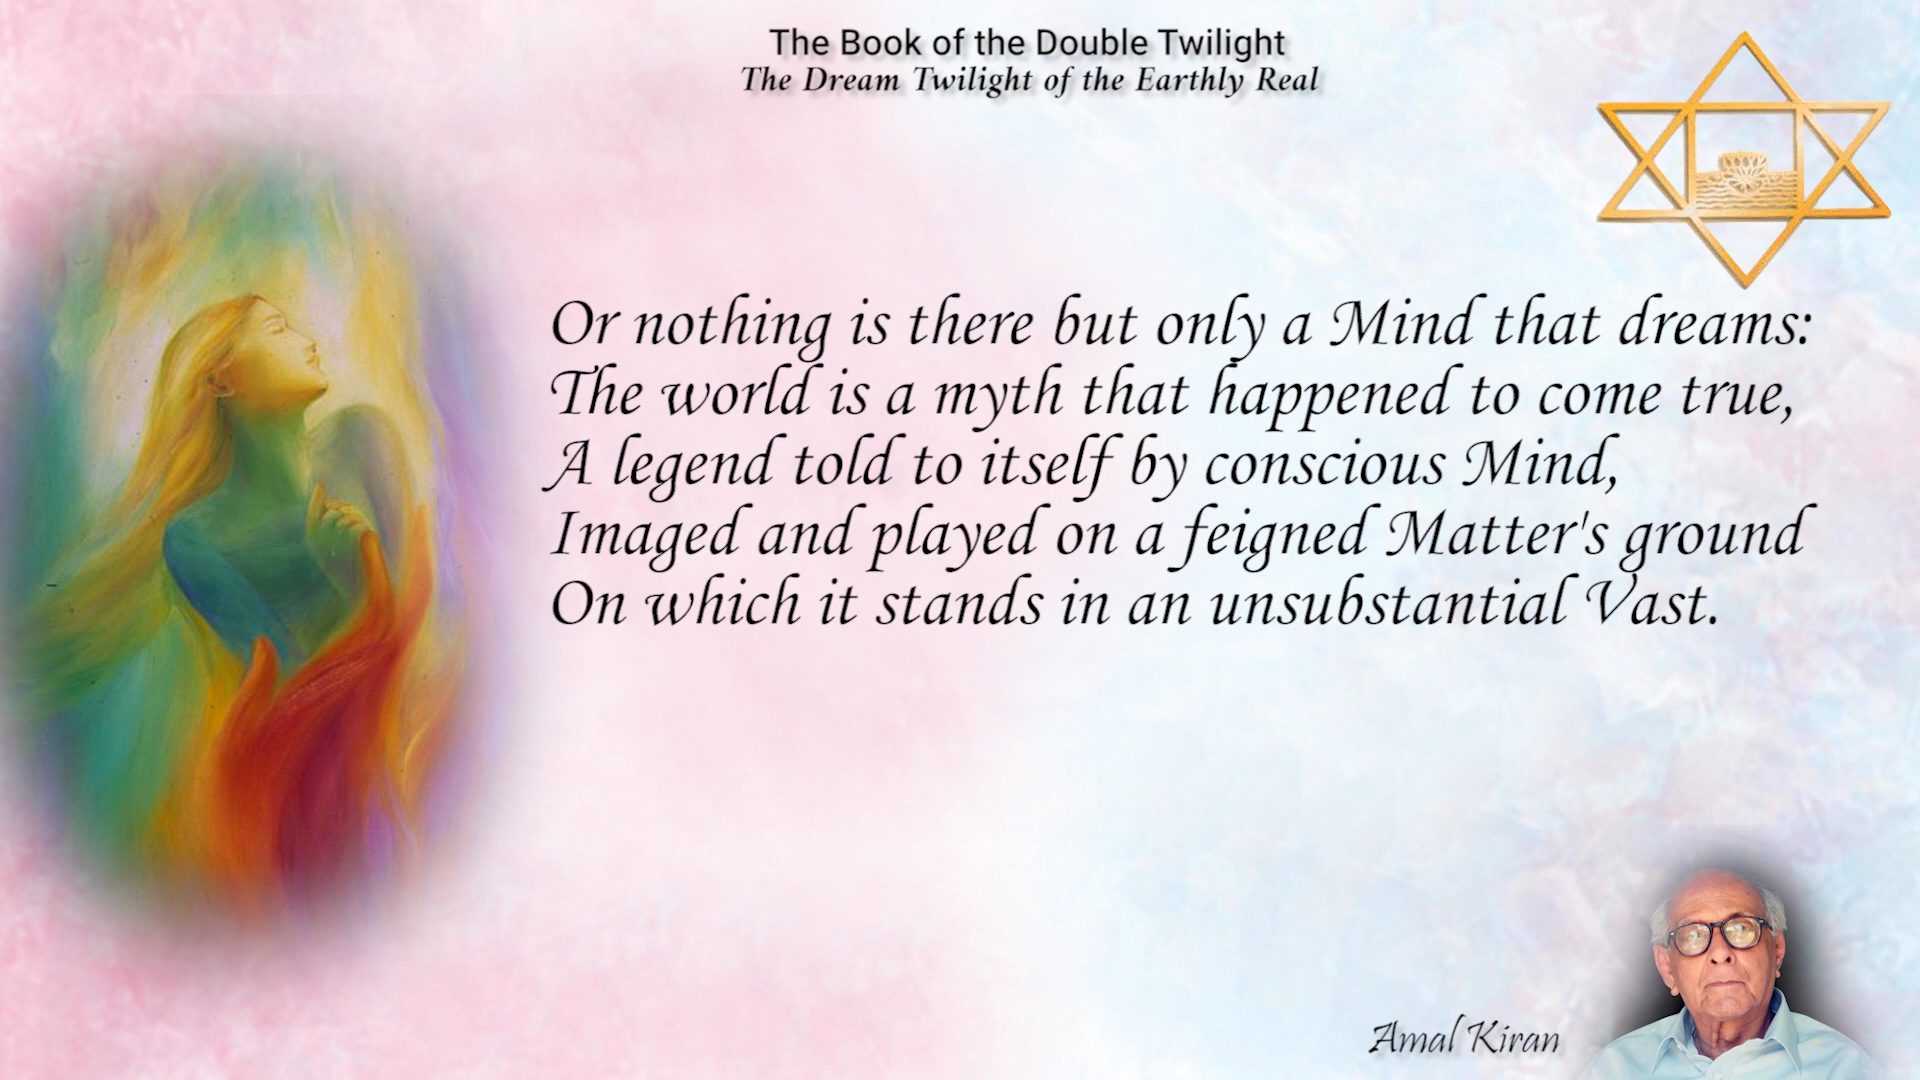 The Book of the Double Twilight
The Dream Twilight of the Earthly Real
Or nothing is there but only a Mind that dreams:
The world is a myth that happened to come true,
A legend told to itself by conscious Mind,
Imaged and played on a feigned Matter's ground
On which it stands in an unsubstantial Vast.
Amal Kiran